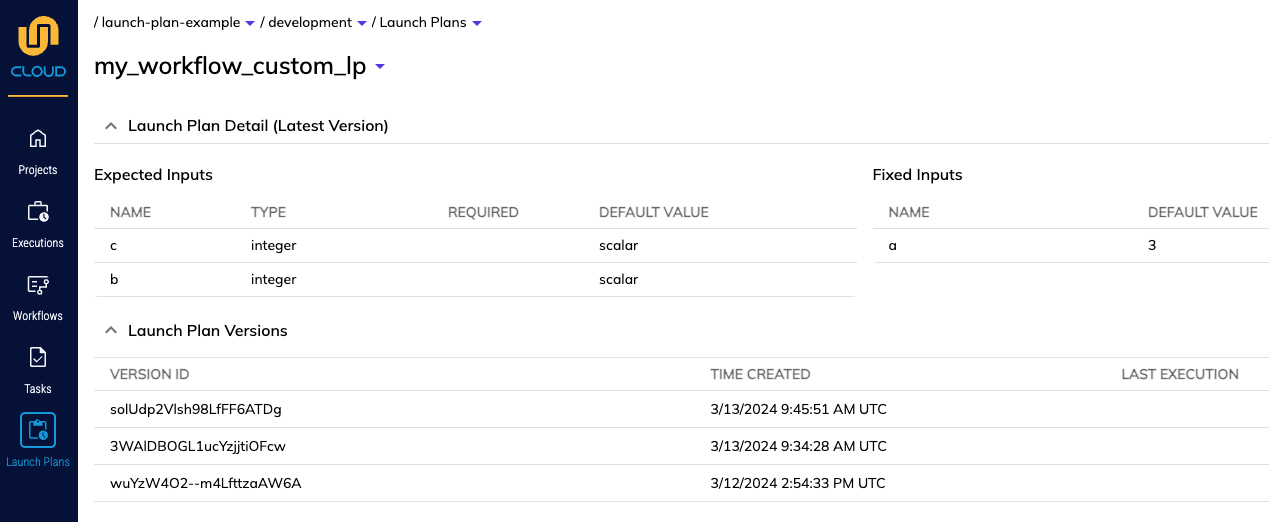 CLOUD
Projects
Executions
Workflows
Tasks
Launch Plans
/ launch-plan-example / development / Launch Plans
my_workflow_custom_lp
Launch Plan Detail (Latest Version)
Expected Inputs
NAME TYPE REQUIRED DEFAULT VALUE
c integer scalar
b integer scalar
Fixed Inputs
NAME DEFAULT VALUE
a 3
Launch Plan Versions
VERSION ID TIME CREATED LAST EXECUTION
solUdp2Vlsh98LfFF6ATDg 3/13/2024 9:45:51 AM UTC
3WAlDBOGL1ucYzjjtiOFcw 3/13/2024 9:34:28 AM UTC
wuYzW4O2--m4LfttzaAW6A 3/12/2024 2:54:33 PM UTC